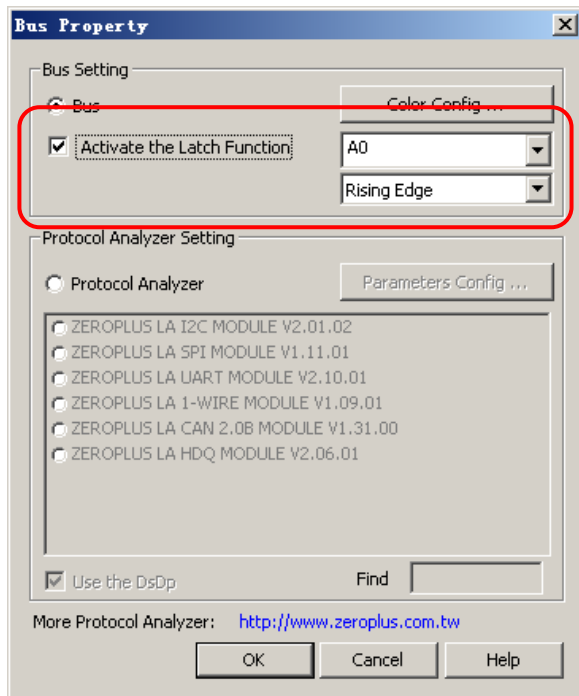 Bus Property
Bus Setting
Bus
Color Config ...
Activate the Latch Function
A0
Rising Edge
Protocol Analyzer Setting
Protocol Analyzer
Parameters Config ...
ZEROPLUS LA I2C MODULE V2.01.02
ZEROPLUS LA SPI MODULE V1.11.01
ZEROPLUS LA UART MODULE V2.10.01
ZEROPLUS LA 1-WIRE MODULE V1.09.01
ZEROPLUS LA CAN 2.0B MODULE V1.31.00
ZEROPLUS LA HDQ MODULE V2.06.01
Use the DsDp
Find
More Protocol Analyzer: http://www.zeroplus.com.tw
OK Cancel Help